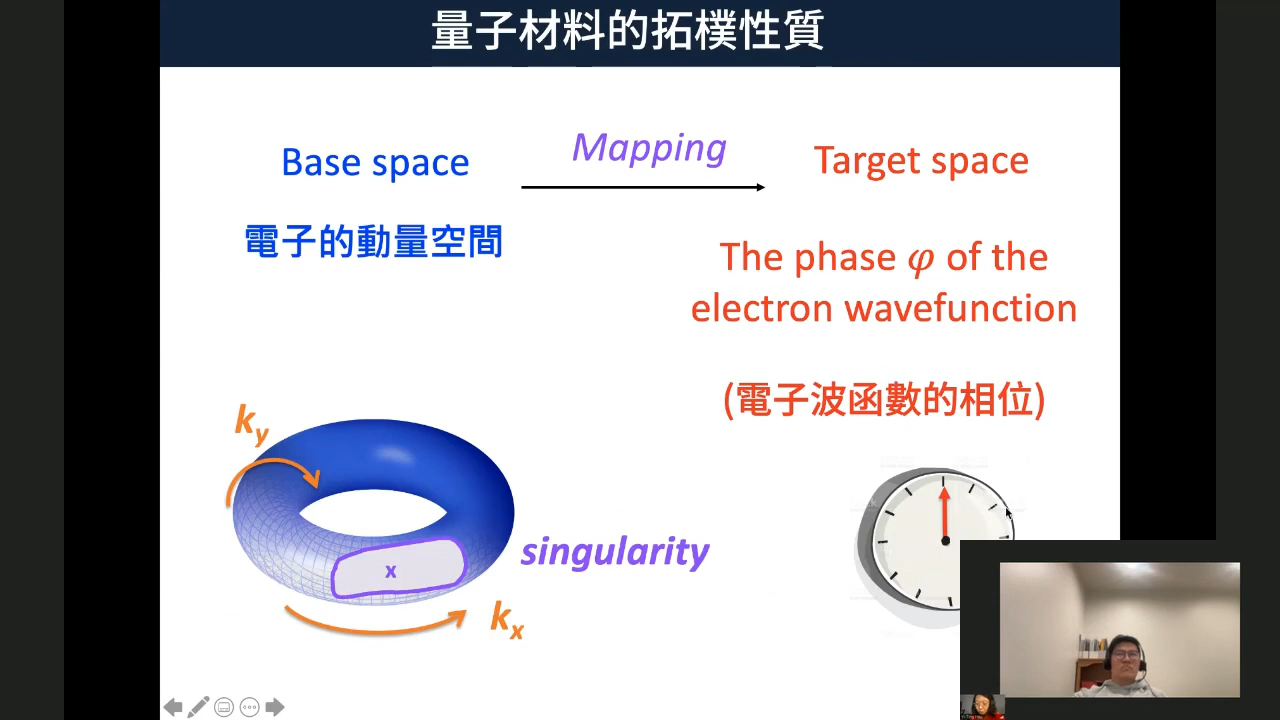 量子材料的拓樸性質
Mapping
Base space
Target space
電子的動量空間
The phase φ of the
electron wavefunction
(電子波函數的相位)
k_y
singularity
x
k_x